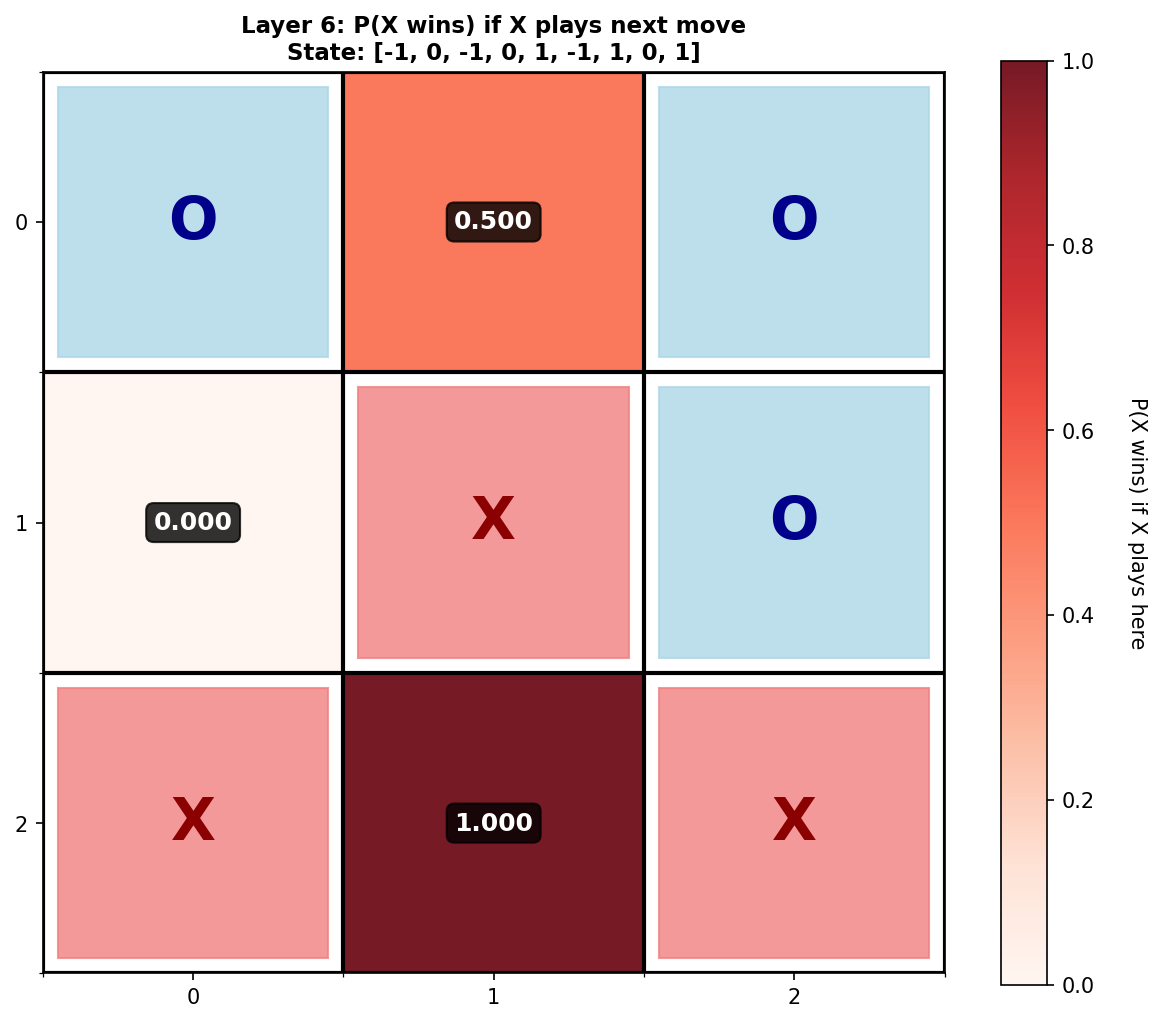 Layer 6: P(X wins) if X plays next move
State: [-1, 0, -1, 0, 1, -1, 1, 0, 1]
O
0.500
O
0
0.000
X
O
1
X
1.000
X
2
0
1
2
1.0
0.8
0.6
0.4
0.2
0.0
P(X wins) if X plays here